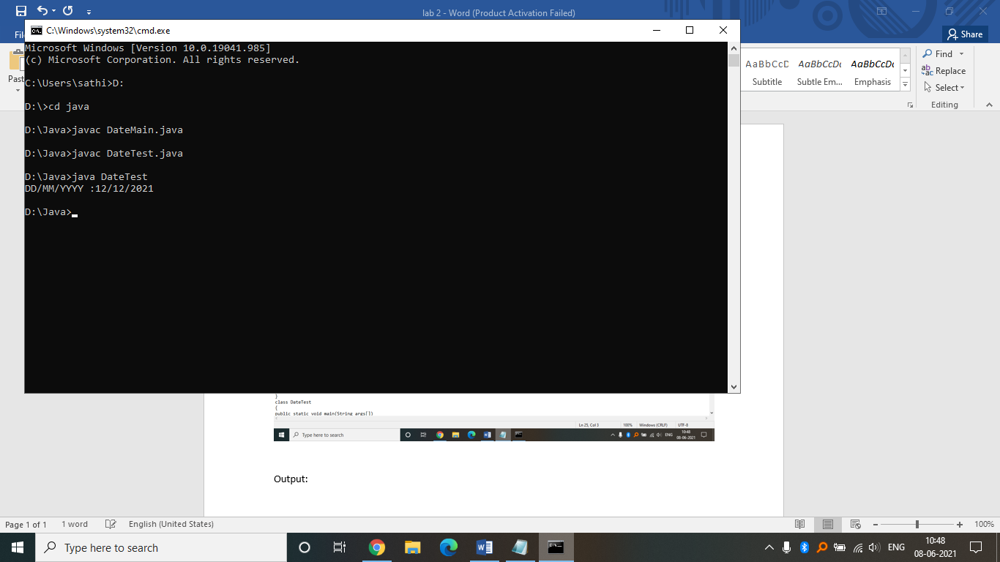 lab 2 - Word (Product Activation Failed)
C:\Windows\system32\cmd.exe
Share
Microsoft Windows [Version 10.0.19041.985]
(c) Microsoft Corporation. All rights reserved.
C:\Users\sathi>D:
D:\>cd java
D:\Java>javac DateMain.java
D:\Java>javac DateTest.java
D:\Java>java DateTest
DD/MM/YYYY :12/12/2021
D:\Java>
AaBbCcD AaBbCcDc AaBbCcDc
Subtitle Subtle Em... Emphasis
Find
Replace
Select
Editing
}
class DateTest
{
public static void main(String args[])
Ln 25, Col 3 100% Windows (CRLF) UTF-8
Type here to search ENG 10:48
08-06-2021
Output:
Page 1 of 1 1 word English (United States) 100%
Type here to search ENG 10:48
08-06-2021